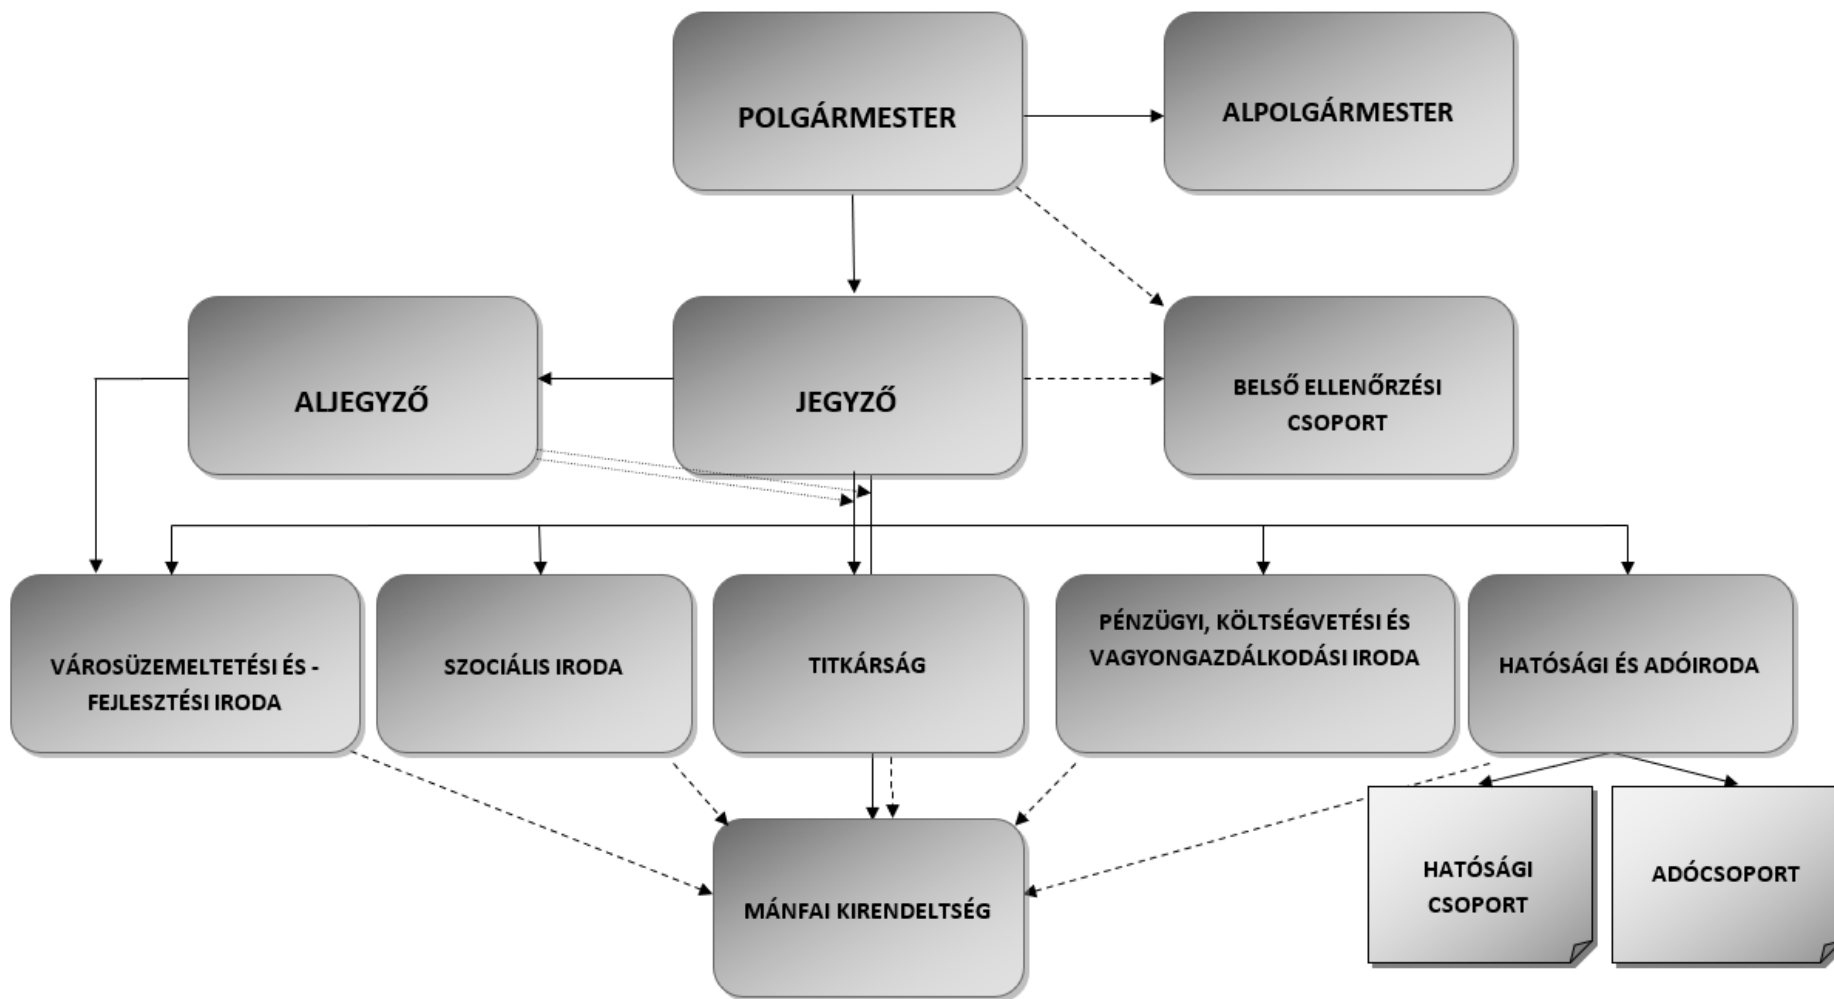 POLGÁRMESTER
ALPOLGÁRMESTER
ALJEGYZŐ
JEGYZŐ
BELSŐ ELLENŐRZÉSI
CSOPORT
VÁROSÜZEMELTETÉSI ÉS -
FEJLESZTÉSI IRODA
SZOCIÁLIS IRODA
TITKÁRSÁG
PÉNZÜGYI, KÖLTSÉGVETÉSI ÉS
VAGYONGAZDÁLKODÁSI IRODA
HATÓSÁGI ÉS ADÓIRODA
MÁNFAI KIRENDELTSÉG
HATÓSÁGI
CSOPORT
ADÓCSOPORT